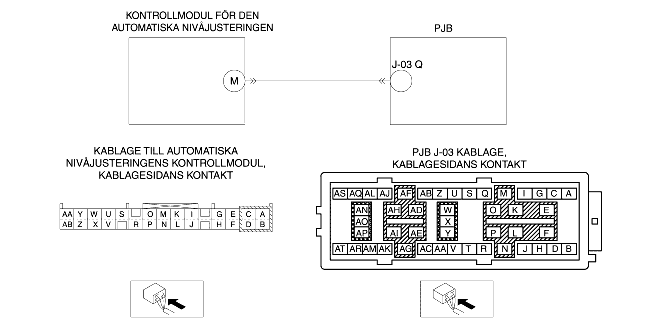 KONTROLLMODUL FÖR DEN
AUTOMATISKA NIVÅJUSTERINGEN
PJB
M
J-03 Q
KABLAGE TILL AUTOMATISKA
NIVÅJUSTERINGENS KONTROLLMODUL,
KABLAGESIDANS KONTAKT
AA Y W U S O M K I G E C A
AB Z X V R P N L J H F D B
PJB J-03 KABLAGE,
KABLAGESIDANS KONTAKT
AS AQ AL AJ AF AB Z U S Q M I G C A
AN AH AD W O K E
AO X
AP AI AE Y P L F
AT AR AM AK AG AC AA V T R N J H D B